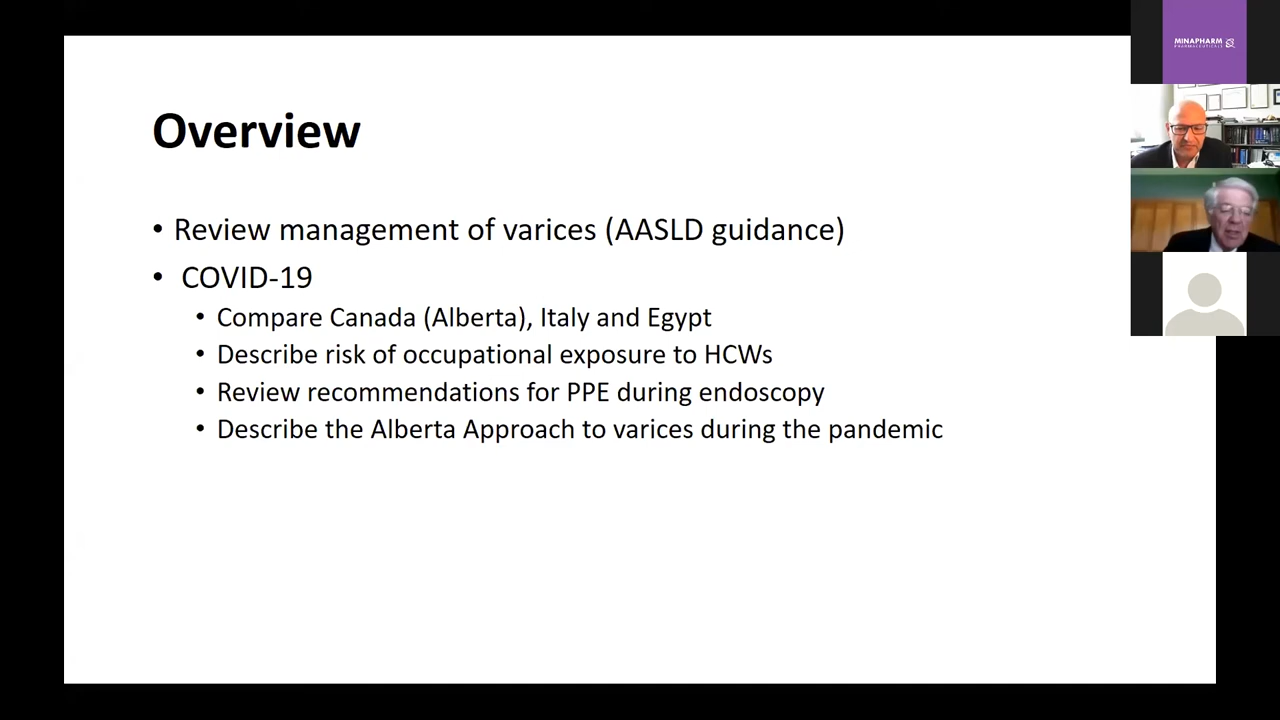 Overview
• Review management of varices (AASLD guidance)
• COVID-19
• Compare Canada (Alberta), Italy and Egypt
• Describe risk of occupational exposure to HCWs
• Review recommendations for PPE during endoscopy
• Describe the Alberta Approach to varices during the pandemic
MINAPHARM
PHARMACEUTICALS